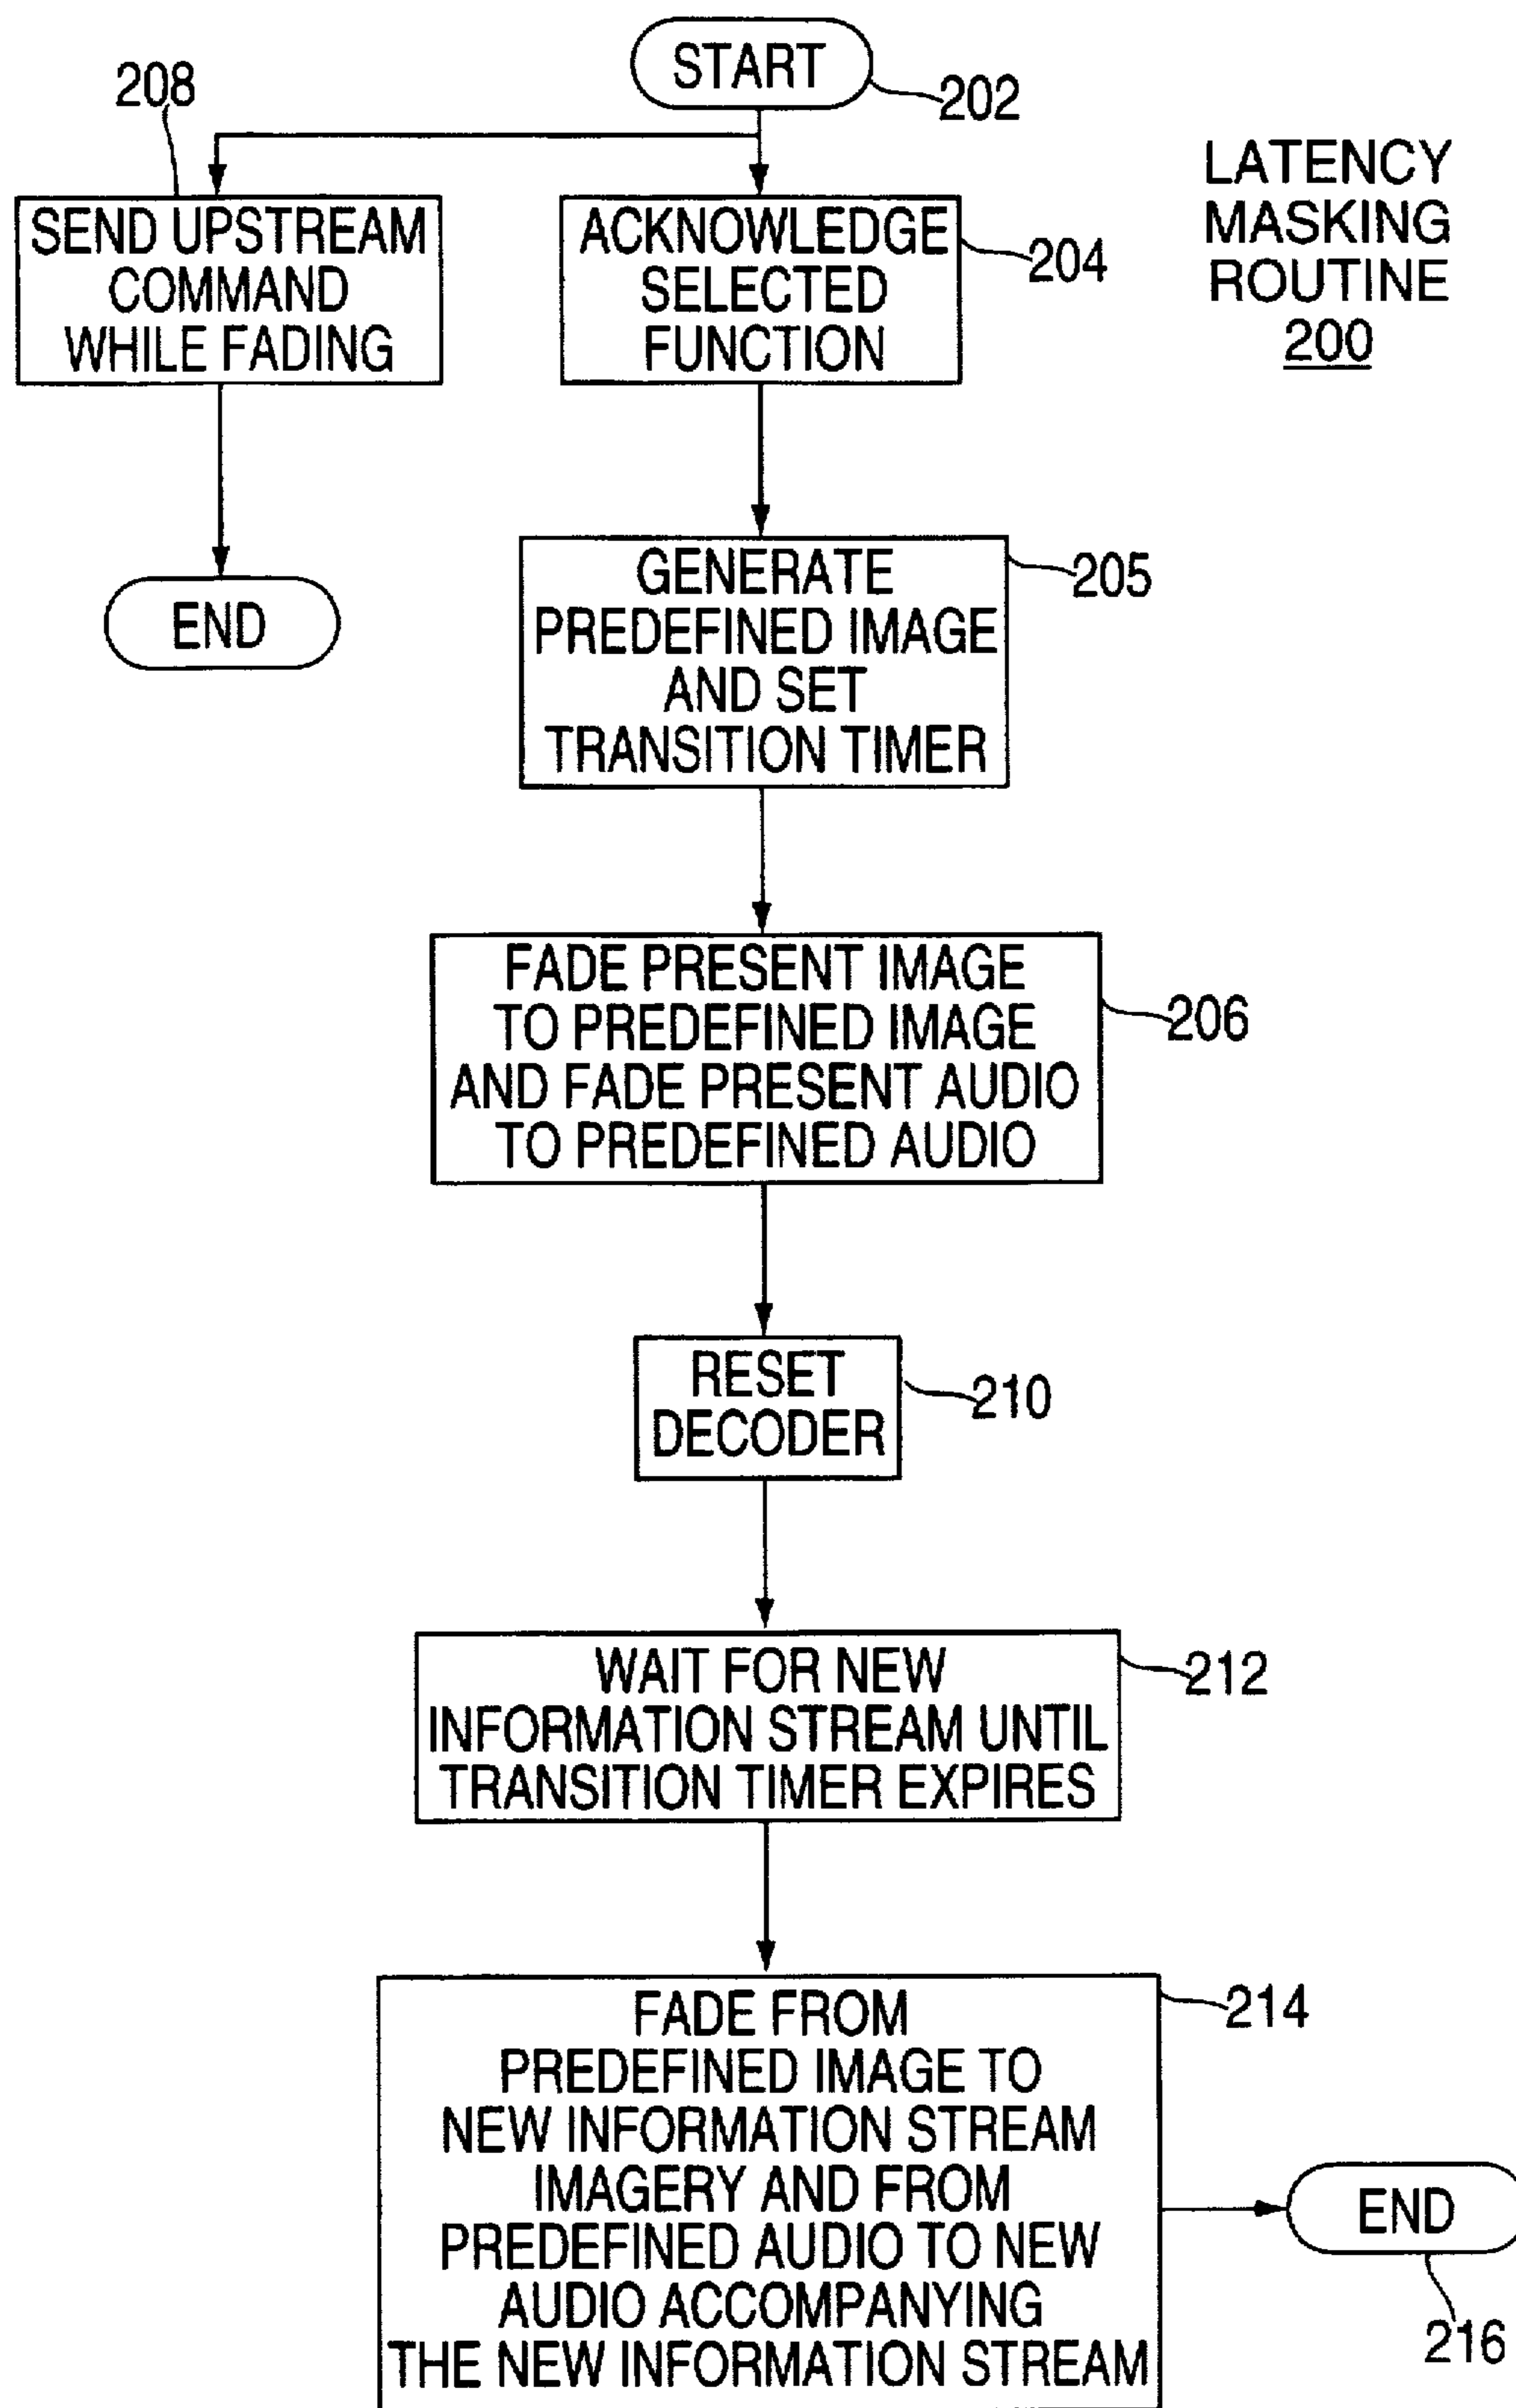 START
202
208
LATENCY
MASKING
ROUTINE
200
SEND UPSTREAM
COMMAND
WHILE FADING
ACKNOWLEDGE
SELECTED
FUNCTION
204
END
GENERATE
PREDEFINED IMAGE
AND SET
TRANSITION TIMER
205
FADE PRESENT IMAGE
TO PREDEFINED IMAGE
AND FADE PRESENT AUDIO
TO PREDEFINED AUDIO
206
RESET
DECODER
210
WAIT FOR NEW
INFORMATION STREAM UNTIL
TRANSITION TIMER EXPIRES
212
FADE FROM
PREDEFINED IMAGE TO
NEW INFORMATION STREAM
IMAGERY AND FROM
PREDEFINED AUDIO TO NEW
AUDIO ACCOMPANYING
THE NEW INFORMATION STREAM
214
END
216